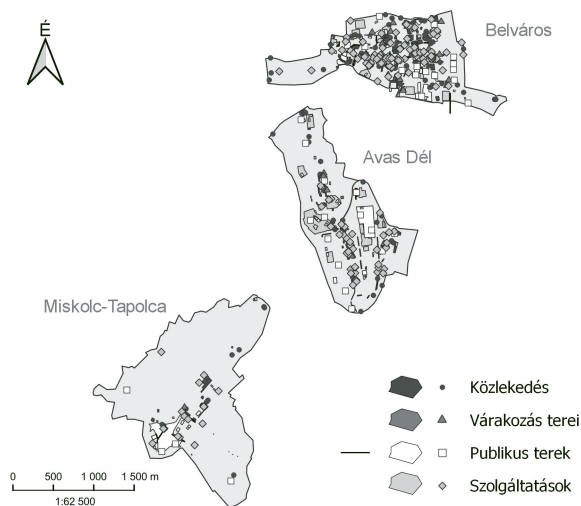 É
Belváros
Avas Dél
Miskolc-Tapolca
Közlekedés
Várakozás terei
Publikus terek
Szolgáltatások
0 500 1 000 1 500 m
1:62 500